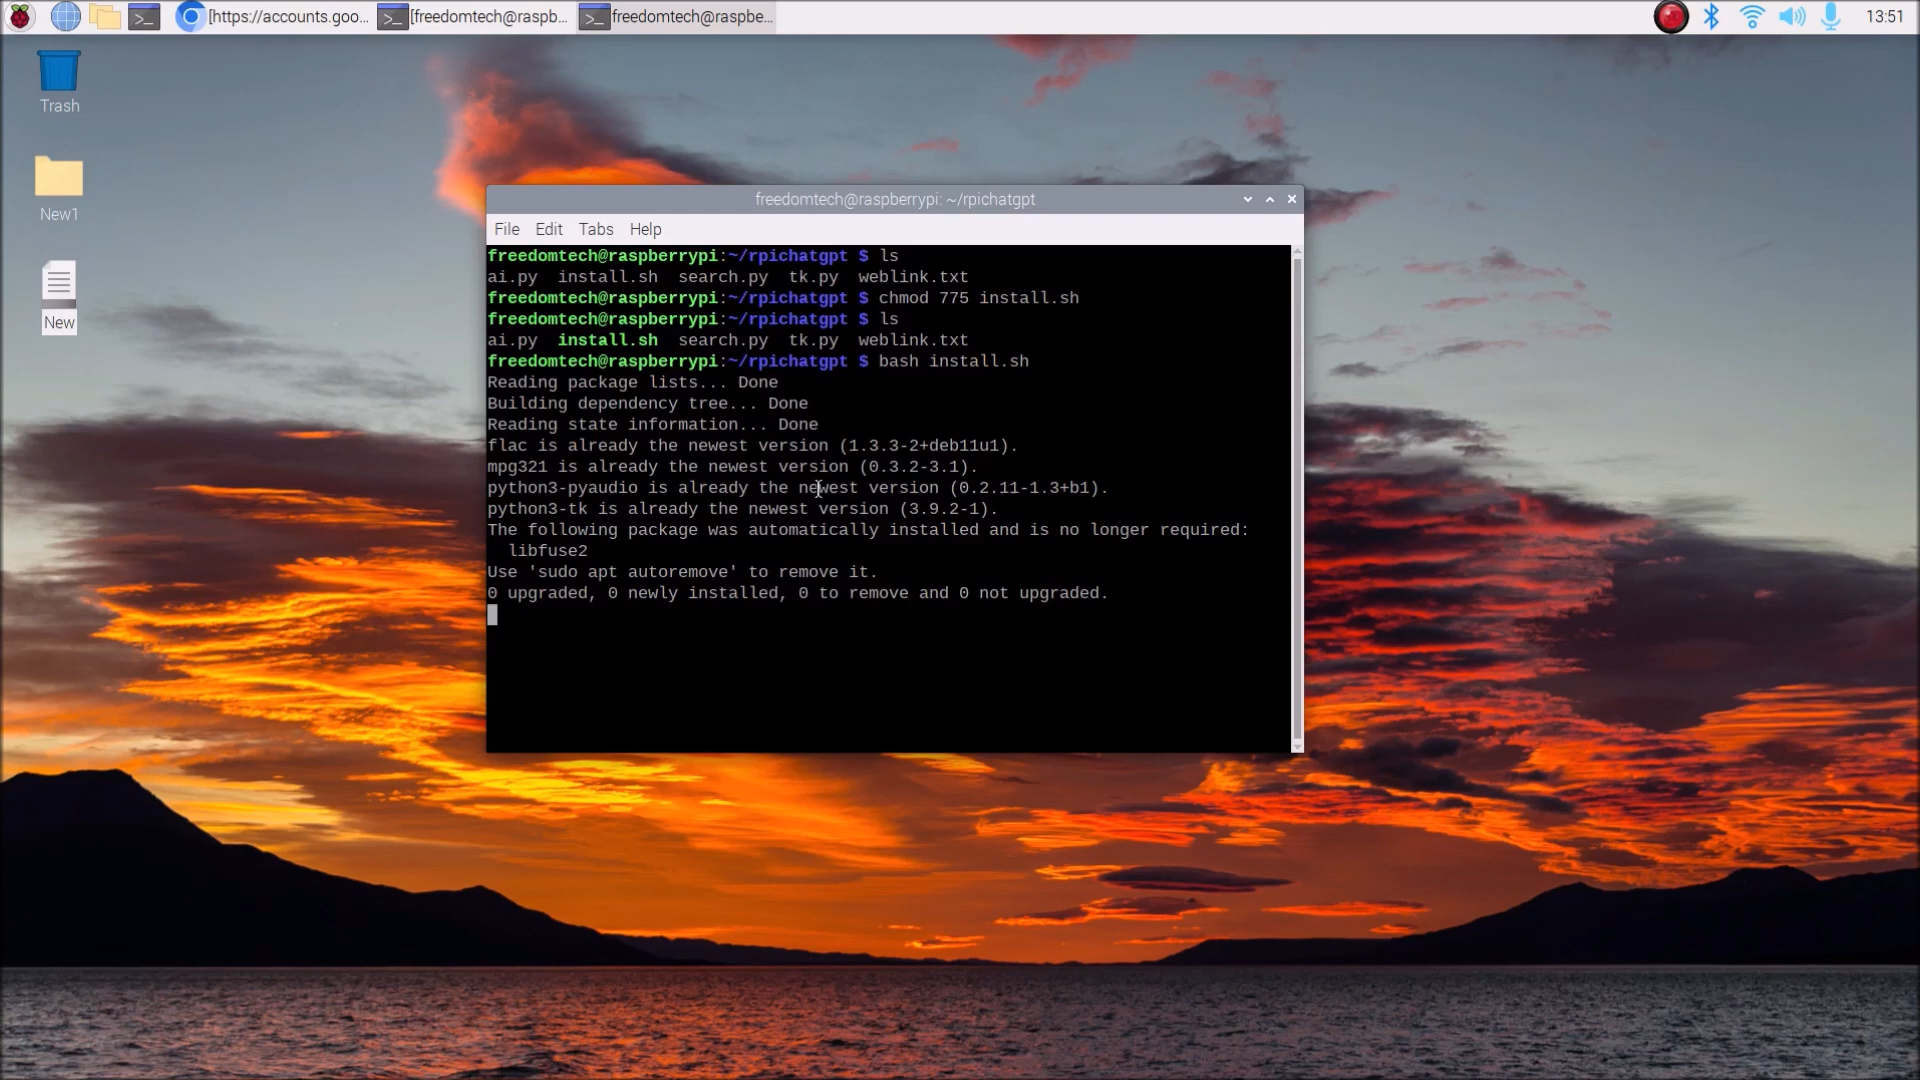 [https://accounts.goo...
[freedomtech@raspb...
freedomtech@raspbe...
13:51
Trash
New1
New
freedomtech@raspberrypi: ~/rpichatgpt
File Edit Tabs Help
freedomtech@raspberrypi:~/rpichatgpt $ ls
ai.py install.sh search.py tk.py weblink.txt
freedomtech@raspberrypi:~/rpichatgpt $ chmod 775 install.sh
freedomtech@raspberrypi:~/rpichatgpt $ ls
ai.py install.sh search.py tk.py weblink.txt
freedomtech@raspberrypi:~/rpichatgpt $ bash install.sh
Reading package lists... Done
Building dependency tree... Done
Reading state information... Done
flac is already the newest version (1.3.3-2+deb11u1).
mpg321 is already the newest version (0.3.2-3.1).
python3-pyaudio is already the newest version (0.2.11-1.3+b1).
python3-tk is already the newest version (3.9.2-1).
The following package was automatically installed and is no longer required:
libfuse2
Use 'sudo apt autoremove' to remove it.
0 upgraded, 0 newly installed, 0 to remove and 0 not upgraded.